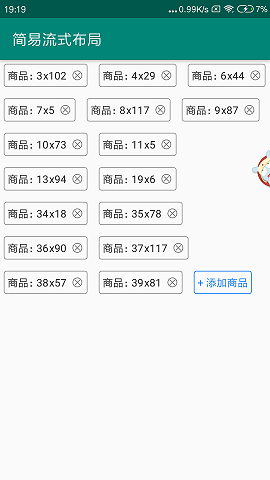 19:19 ... 0.99K/s 7%
简易流式布局
商品: 3x102 商品: 4x29 商品: 6x44
商品: 7x5 商品: 8x117 商品: 9x87
商品: 10x73 商品: 11x5
商品: 13x94 商品: 19x6
商品: 34x18 商品: 35x78
商品: 36x90 商品: 37x117
商品: 38x57 商品: 39x81 + 添加商品